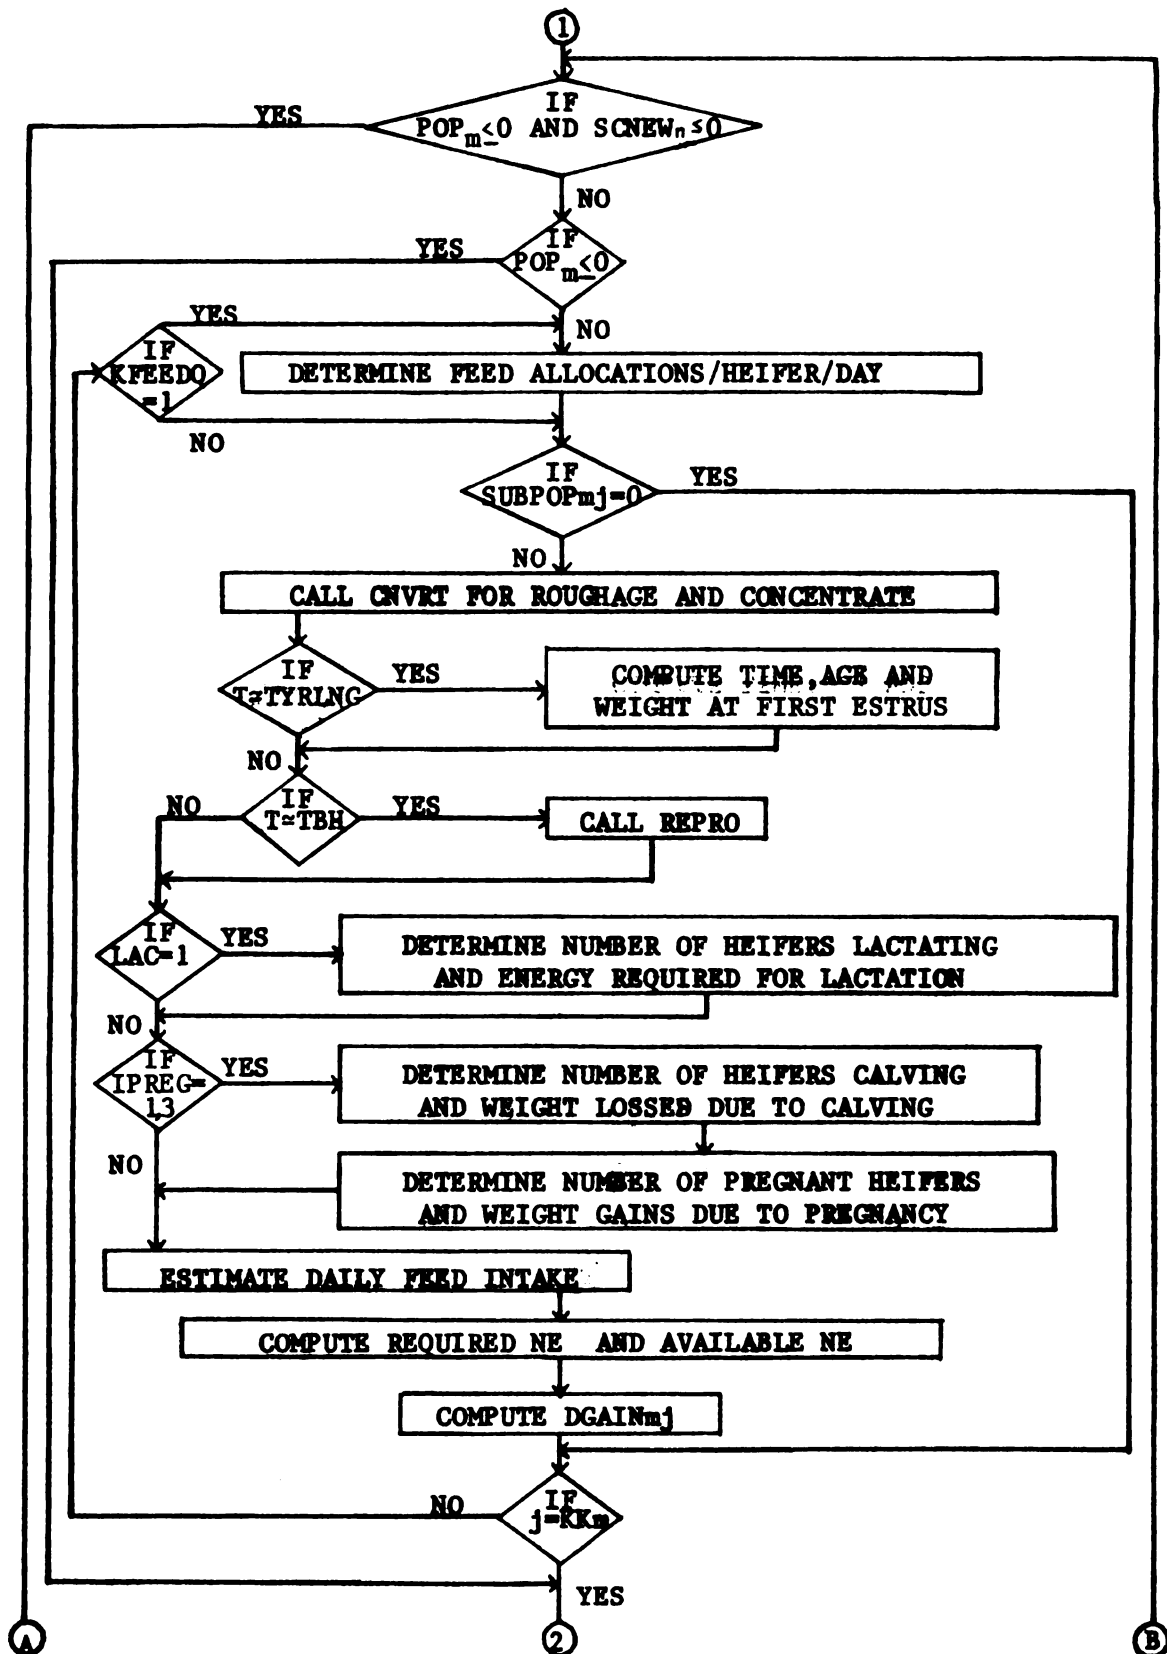 1
IF
POPm≤0 AND SCNEWn≤0
YES
NO
IF
POPm≤0
YES
NO
YES
IF
KFEEDQ
=1
NO
DETERMINE FEED ALLOCATIONS/HEIFER/DAY
IF
SUBPOPmj=0
YES
NO
CALL CNVRT FOR ROUGHAGE AND CONCENTRATE
IF
T≃TYRLNG
YES
COMPUTE TIME, AGE AND
WEIGHT AT FIRST ESTRUS
NO
NO
IF
T≃TBH
YES
CALL REPRO
IF
LAC=1
YES
DETERMINE NUMBER OF HEIFERS LACTATING
AND ENERGY REQUIRED FOR LACTATION
NO
IF
IPREG=
1,3
YES
DETERMINE NUMBER OF HEIFERS CALVING
AND WEIGHT LOSSED DUE TO CALVING
NO
DETERMINE NUMBER OF PREGNANT HEIFERS
AND WEIGHT GAINS DUE TO PREGNANCY
ESTIMATE DAILY FEED INTAKE
COMPUTE REQUIRED NE AND AVAILABLE NE
COMPUTE DGAINmj
NO
IF
j=KKm
YES
A
2
B